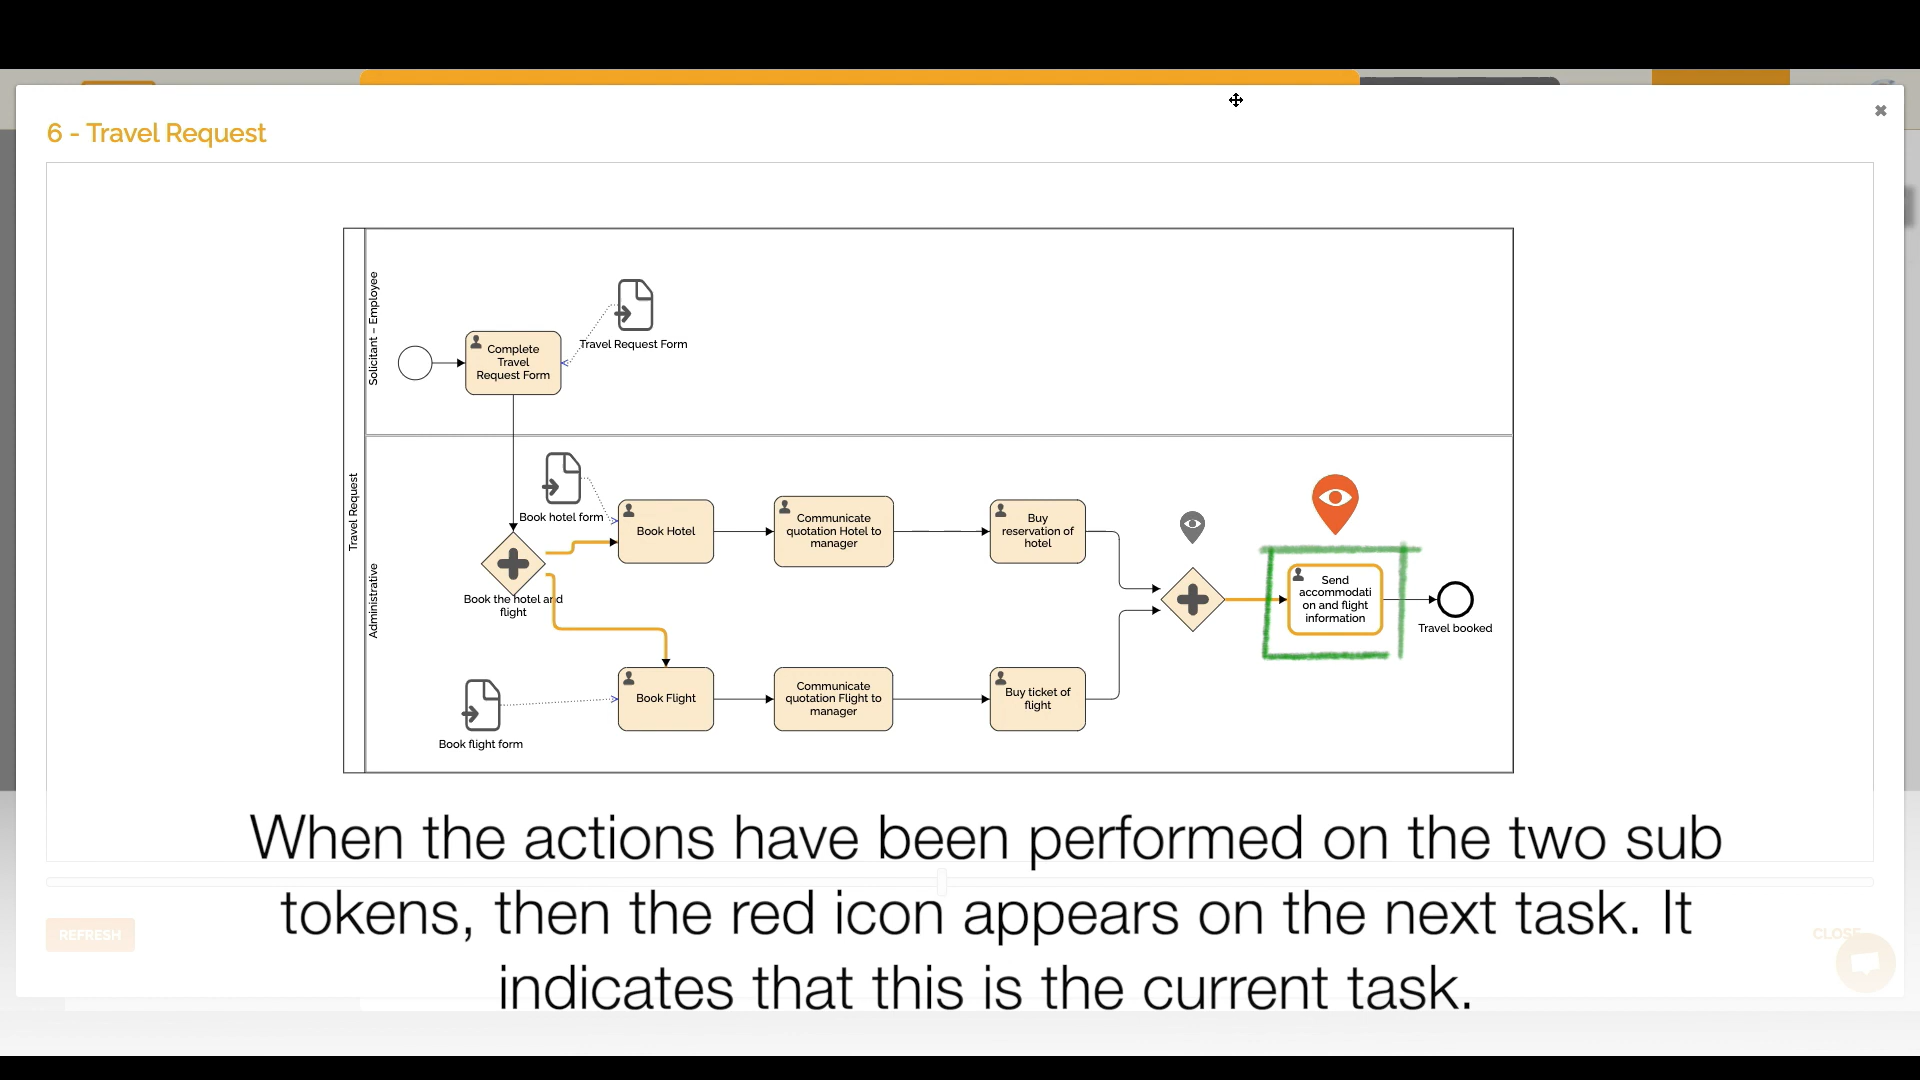 6 - Travel Request
Solicitant – Employee
Travel Request Form
Complete
Travel
Request Form
Travel Request
Administrative
Book hotel form
Book Hotel
Communicate
quotation Hotel to
manager
Buy
reservation of
hotel
Book the hotel and
flight
Send
accommodati
on and flight
information
Travel booked
Book Flight
Communicate
quotation Flight to
manager
Buy ticket of
flight
Book flight form
When the actions have been performed on the two sub
tokens, then the red icon appears on the next task. It
indicates that this is the current task.
REFRESH
CLOSE